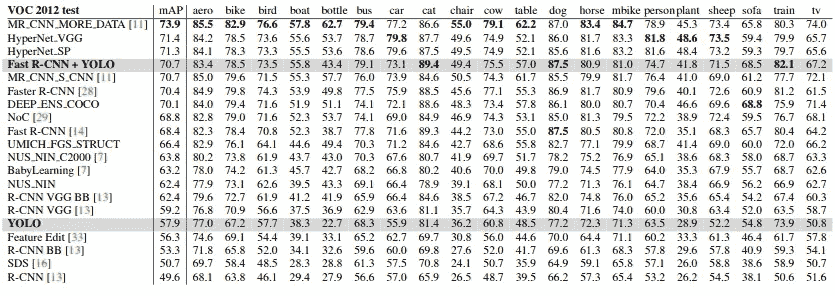 VOC 2012 test mAP aero bike bird boat bottle bus car cat chair cow table dog horse mbike person plant sheep sofa train tv
MR_CNN_MORE_DATA [11] 73.9 85.5 82.9 76.6 57.8 62.7 79.4 77.2 86.6 55.0 79.1 62.2 87.0 83.4 84.7 78.9 45.3 73.4 65.8 80.3 74.0
HyperNet_VGG 71.4 84.2 78.5 73.6 55.6 53.7 78.7 79.8 87.7 49.6 74.9 52.1 86.0 81.7 83.3 81.8 48.6 73.5 59.4 79.9 65.7
HyperNet_SP 71.3 84.1 78.3 73.3 55.5 53.6 78.6 79.6 87.5 49.5 74.9 52.1 85.6 81.6 83.2 81.6 48.4 73.2 59.3 79.7 65.6
Fast R-CNN + YOLO 70.7 83.4 78.5 73.5 55.8 43.4 79.1 73.1 89.4 49.4 75.5 57.0 87.5 80.9 81.0 74.7 41.8 71.5 68.5 82.1 67.2
MR_CNN_S_CNN [11] 70.7 85.0 79.6 71.5 55.3 57.7 76.0 73.9 84.6 50.5 74.3 61.7 85.5 79.9 81.7 76.4 41.0 69.0 61.2 77.7 72.1
Faster R-CNN [28] 70.4 84.9 79.8 74.3 53.9 49.8 77.5 75.9 88.5 45.6 77.1 55.3 86.9 81.7 80.9 79.6 40.1 72.6 60.9 81.2 61.5
DEEP_ENS_COCO 70.1 84.0 79.4 71.6 51.9 51.1 74.1 72.1 88.6 48.3 73.4 57.8 86.1 80.0 80.7 70.4 46.6 69.6 68.8 75.9 71.4
NoC [29] 68.8 82.8 79.0 71.6 52.3 53.7 74.1 69.0 84.9 46.9 74.3 53.1 85.0 81.3 79.5 72.2 38.9 72.4 59.5 76.7 68.1
Fast R-CNN [14] 68.4 82.3 78.4 70.8 52.3 38.7 77.8 71.6 89.3 44.2 73.0 55.0 87.5 80.5 80.8 72.0 35.1 68.3 65.7 80.4 64.2
UMICH_FGS_STRUCT 66.4 82.9 76.1 64.1 44.6 49.4 70.3 71.2 84.6 42.7 68.6 55.8 82.7 77.1 79.9 68.7 41.4 69.0 60.0 72.0 66.2
NUS_NIN_C2000 [7] 63.8 80.2 73.8 61.9 43.7 43.0 70.3 67.6 80.7 41.9 69.7 51.7 78.2 75.2 76.9 65.1 38.6 68.3 58.0 68.7 63.3
BabyLearning [7] 63.2 78.0 74.2 61.3 45.7 42.7 68.2 66.8 80.2 40.6 70.0 49.8 79.0 74.5 77.9 64.0 35.3 67.9 55.7 68.7 62.6
NUS_NIN 62.4 77.9 73.1 62.6 39.5 43.3 69.1 66.4 78.9 39.1 68.1 50.0 77.2 71.3 76.1 64.7 38.4 66.9 56.2 66.9 62.7
R-CNN VGG BB [13] 62.4 79.6 72.7 61.9 41.2 41.9 65.9 66.4 84.6 38.5 67.2 46.7 82.0 74.8 76.0 65.2 35.6 65.4 54.2 67.4 60.3
R-CNN VGG [13] 59.2 76.8 70.9 56.6 37.5 36.9 62.9 63.6 81.1 35.7 64.3 43.9 80.4 71.6 74.0 60.0 30.8 63.4 52.0 63.5 58.7
YOLO 57.9 77.0 67.2 57.7 38.3 22.7 68.3 55.9 81.4 36.2 60.8 48.5 77.2 72.3 71.3 63.5 28.9 52.2 54.8 73.9 50.8
Feature Edit [33] 56.3 74.6 69.1 54.4 39.1 33.1 65.2 62.7 69.7 30.8 56.0 44.6 70.0 64.4 71.1 60.2 33.3 61.3 46.4 61.7 57.8
R-CNN BB [13] 53.3 71.8 65.8 52.0 34.1 32.6 59.6 60.0 69.8 27.6 52.0 41.7 69.6 61.3 68.3 57.8 29.6 57.8 40.9 59.3 54.1
SDS [16] 50.7 69.7 58.4 48.5 28.3 28.8 61.3 57.5 70.8 24.1 50.7 35.9 64.9 59.1 65.8 57.1 26.0 58.8 38.6 58.9 50.7
R-CNN [13] 49.6 68.1 63.8 46.1 29.4 27.9 56.6 57.0 65.9 26.5 48.7 39.5 66.2 57.3 65.4 53.2 26.2 54.5 38.1 50.6 51.6